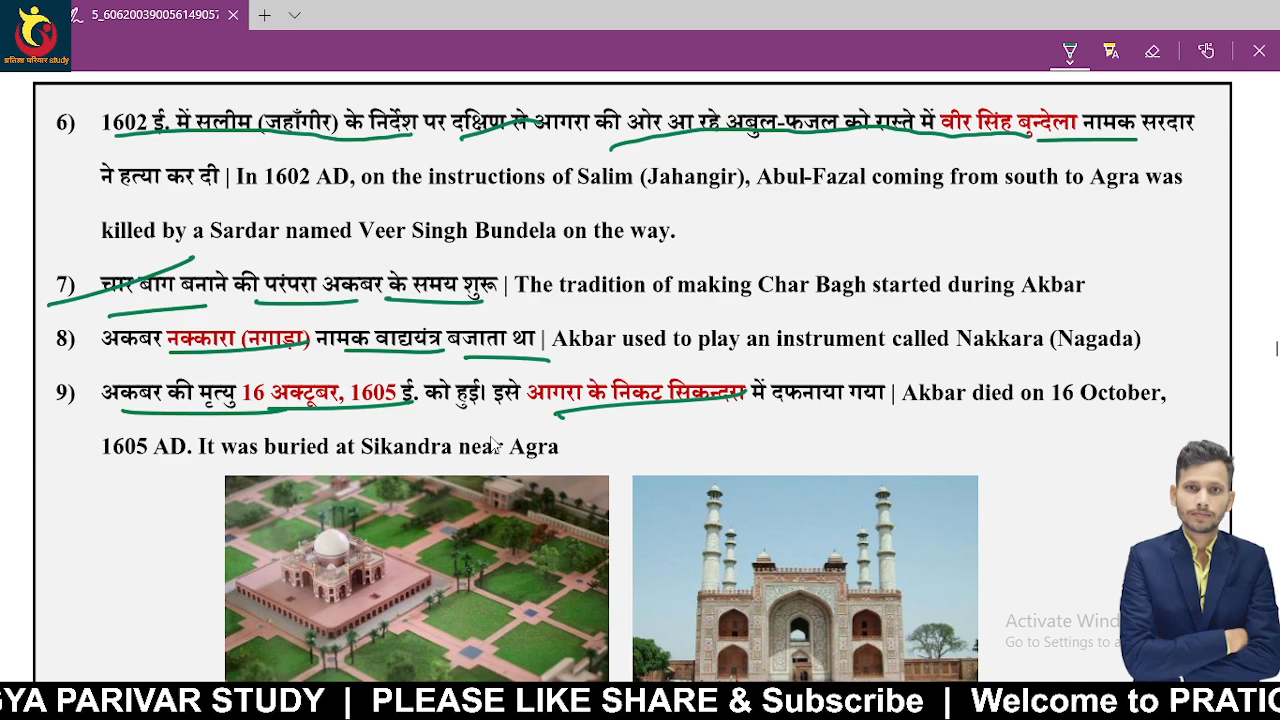 5_606200390056149057
प्रतिज्ञा परिवार study
6) 1602 ई. में सलीम (जहाँगीर) के निर्देश पर दक्षिण से आगरा की ओर आ रहे अबुल-फजल को रास्ते में वीर सिंह बुन्देला नामक सरदार
ने हत्या कर दी | In 1602 AD, on the instructions of Salim (Jahangir), Abul-Fazal coming from south to Agra was
killed by a Sardar named Veer Singh Bundela on the way.
7) चार बाग बनाने की परंपरा अकबर के समय शुरू | The tradition of making Char Bagh started during Akbar
8) अकबर नक्कारा (नगाड़ा) नामक वाद्ययंत्र बजाता था | Akbar used to play an instrument called Nakkara (Nagada)
9) अकबर की मृत्यु 16 अक्टूबर, 1605 ई. को हुई। इसे आगरा के निकट सिकन्दरा में दफनाया गया | Akbar died on 16 October,
1605 AD. It was buried at Sikandra near Agra
Activate Wind
Go to Settings to a
GYA PARIVAR STUDY | PLEASE LIKE SHARE & Subscribe | Welcome to PRATIC